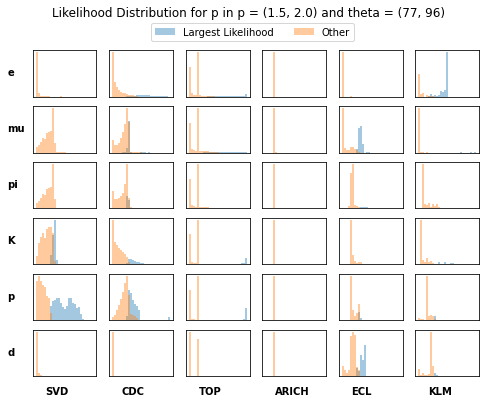 Likelihood Distribution for p in p = (1.5, 2.0) and theta = (77, 96)
Largest Likelihood Other
e
mu
pi
K
p
d
SVD CDC TOP ARICH ECL KLM